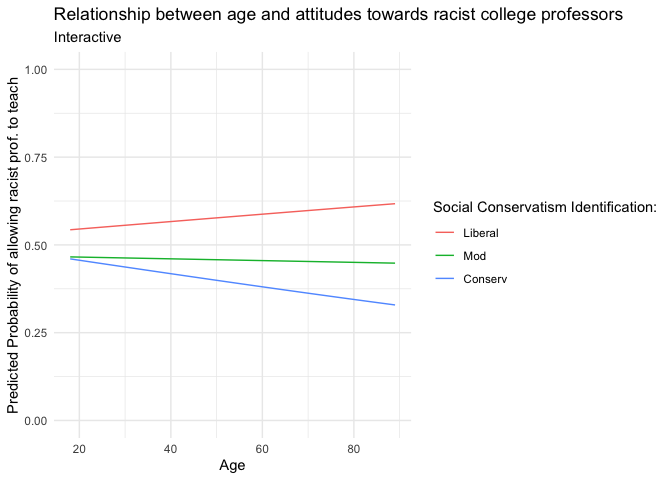 Relationship between age and attitudes towards racist college professors
Interactive
Predicted Probability of allowing racist prof. to teach
1.00
0.75
0.50
0.25
0.00
20
40
60
80
Age
Social Conservatism Identification:
Liberal
Mod
Conserv